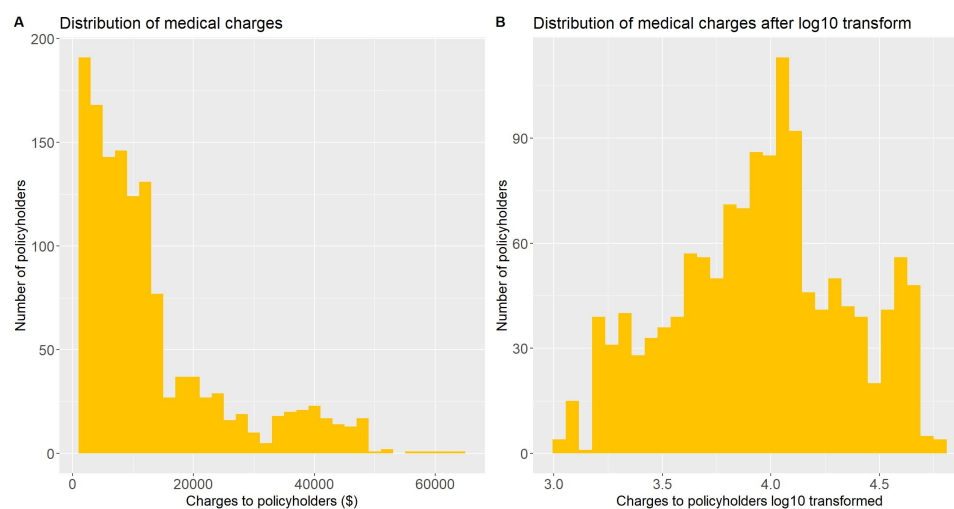 A
Distribution of medical charges
Number of policyholders
200
150
100
50
0
0 20000 40000 60000
Charges to policyholders ($)
B
Distribution of medical charges after log10 transform
Number of policyholders
90
60
30
0
3.0 3.5 4.0 4.5
Charges to policyholders log10 transformed